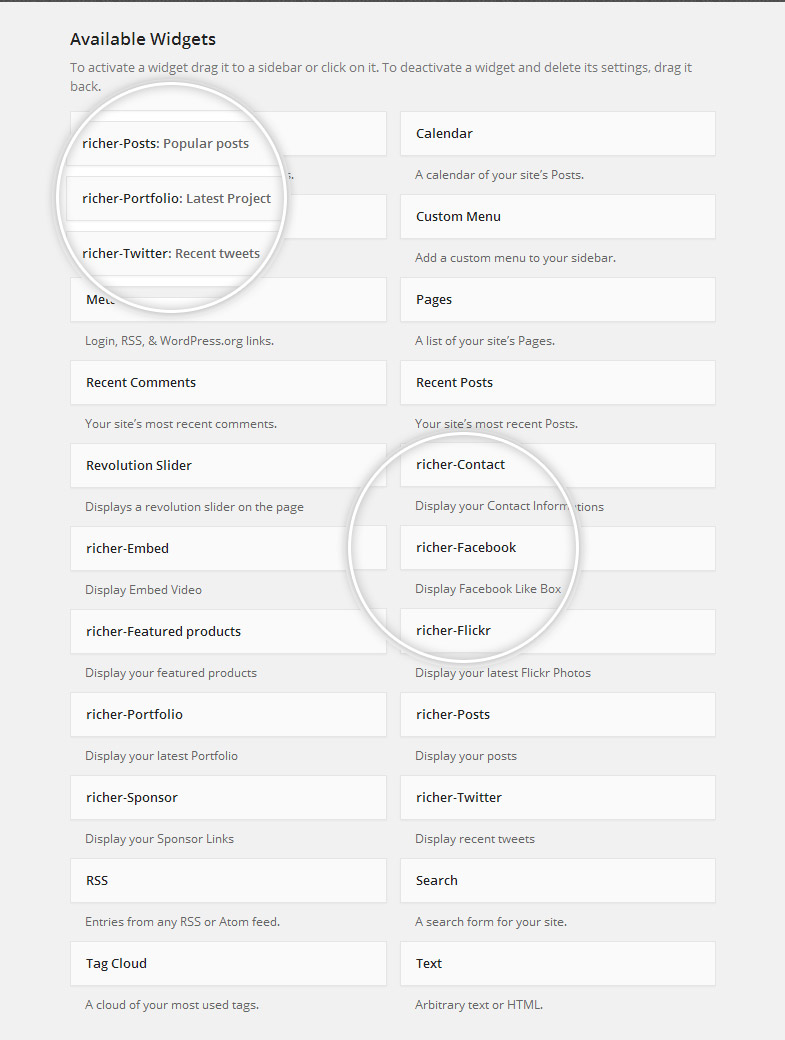 Available Widgets
To activate a widget drag it to a sidebar or click on it. To deactivate a widget and delete its settings, drag it
back.
richer-Posts: Popular posts
richer-Portfolio: Latest Project
richer-Twitter: Recent tweets
Calendar
A calendar of your site’s Posts.
Custom Menu
Add a custom menu to your sidebar.
Pages
Login, RSS, & WordPress.org links.
A list of your site’s Pages.
Recent Comments
Recent Posts
Your site’s most recent comments.
Your site’s most recent Posts.
Revolution Slider
richer-Contact
Displays a revolution slider on the page
Display your Contact Informations
richer-Embed
richer-Facebook
Display Embed Video
Display Facebook Like Box
richer-Featured products
richer-Flickr
Display your featured products
Display your latest Flickr Photos
richer-Portfolio
richer-Posts
Display your latest Portfolio
Display your posts
richer-Sponsor
richer-Twitter
Display your Sponsor Links
Display recent tweets
RSS
Search
Entries from any RSS or Atom feed.
A search form for your site.
Tag Cloud
Text
A cloud of your most used tags.
Arbitrary text or HTML.